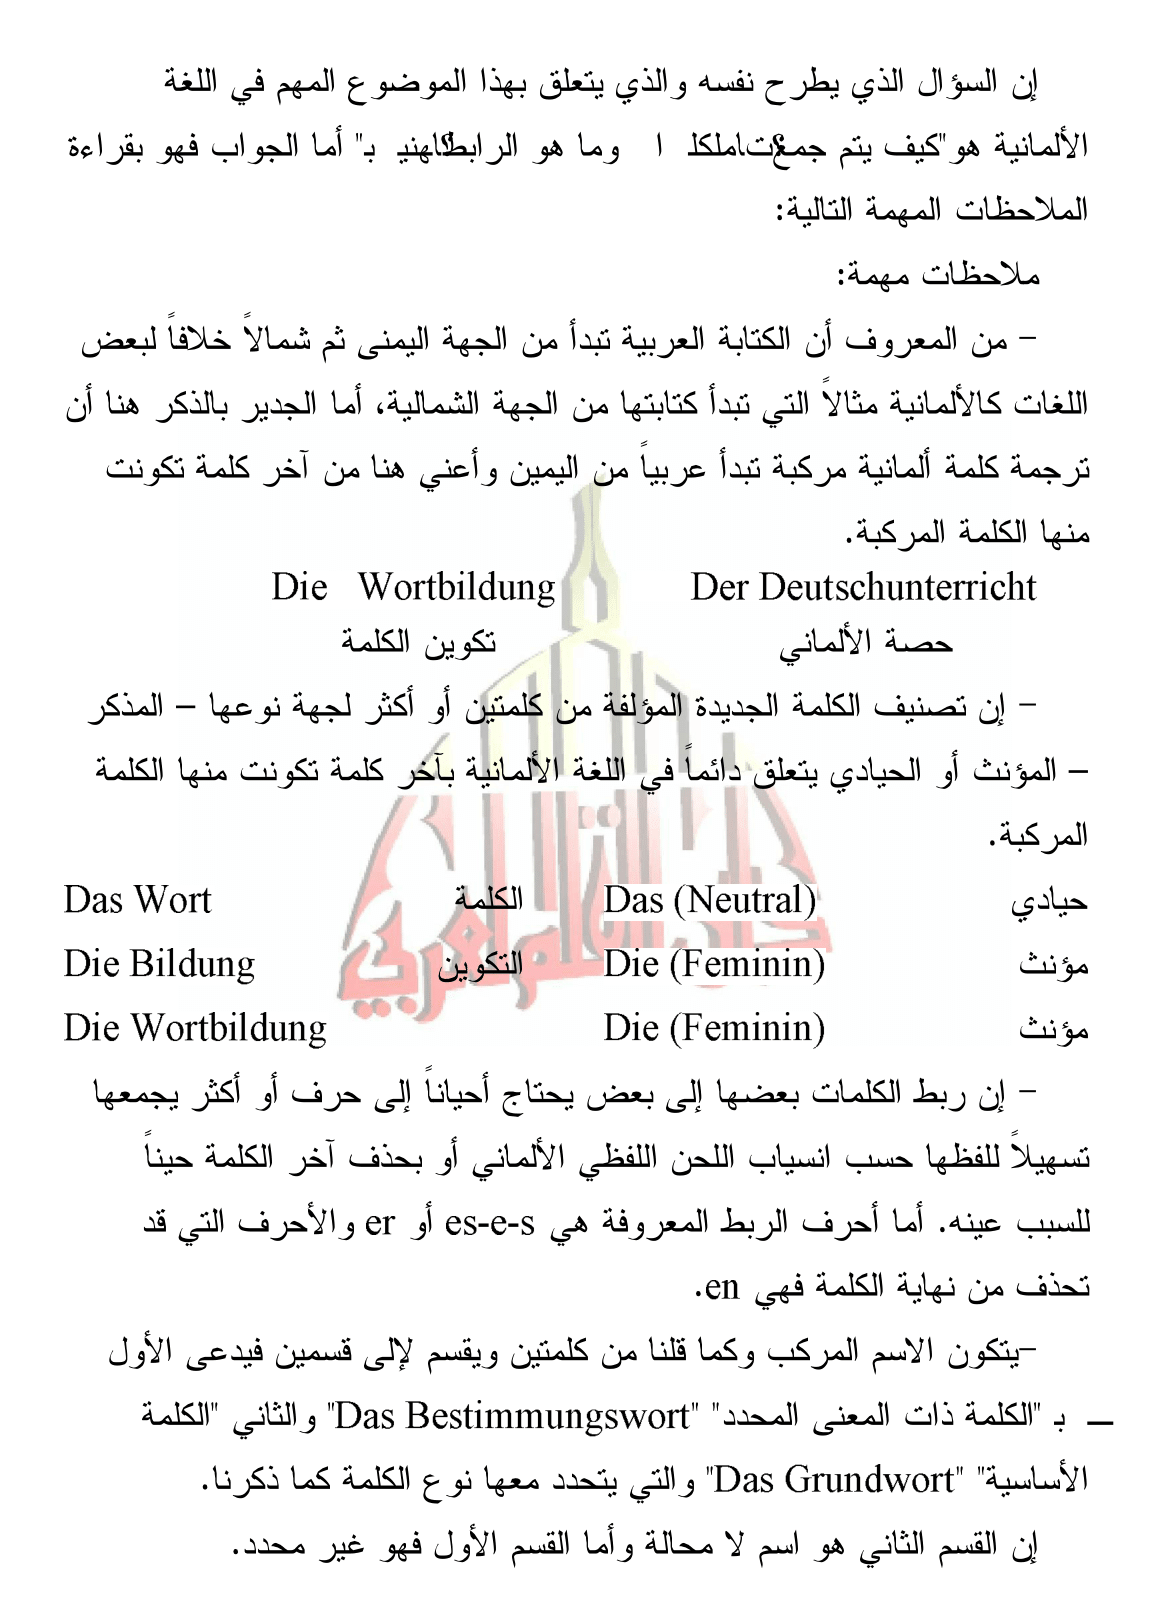 إن السؤال الذي يطرح نفسه والذي يتعلق بهذا الموضوع المهم في اللغة
الألمانية هو"كيف يتم جمع وما هو الرابط بـ" أما الجواب فهو بقراءة
الملاحظات المهمة التالية:
ملاحظات مهمة:
- من المعروف أن الكتابة العربية تبدأ من الجهة اليمنى ثم شمالاً خلافاً لبعض
اللغات كالألمانية مثالاً التي تبدأ كتابتها من الجهة الشمالية، أما الجدير بالذكر هنا أن
ترجمة كلمة ألمانية مركبة تبدأ عربياً من اليمين وأعني هنا من آخر كلمة تكونت
منها الكلمة المركبة.
Die Wortbildung Der Deutschunterricht
حصة الألماني تكوين الكلمة
- إن تصنيف الكلمة الجديدة المؤلفة من كلمتين أو أكثر لجهة نوعها – المذكر
– المؤنث أو الحيادي يتعلق دائماً في اللغة الألمانية بآخر كلمة تكونت منها الكلمة
المركبة.
Das Wort الكلمة Das (Neutral) حيادي
Die Bildung التكوين Die (Feminin) مؤنث
Die Wortbildung Die (Feminin) مؤنث
- إن ربط الكلمات بعضها إلى بعض يحتاج أحياناً إلى حرف أو أكثر يجمعها
تسهيلاً للفظها حسب انسياب اللحن اللفظي الألماني أو بحذف آخر الكلمة حيناً
للسبب عينه. أما أحرف الربط المعروفة هي es-e-s أو er والأحرف التي قد
تحذف من نهاية الكلمة فهي en.
-يتكون الاسم المركب وكما قلنا من كلمتين ويقسم لإلى قسمين فيدعى الأول
ـــ بـ "الكلمة ذات المعنى المحدد" "Das Bestimmungswort" والثاني "الكلمة
الأساسية" "Das Grundwort" والتي يتحدد معها نوع الكلمة كما ذكرنا.
إن القسم الثاني هو اسم لا محالة وأما القسم الأول فهو غير محدد.